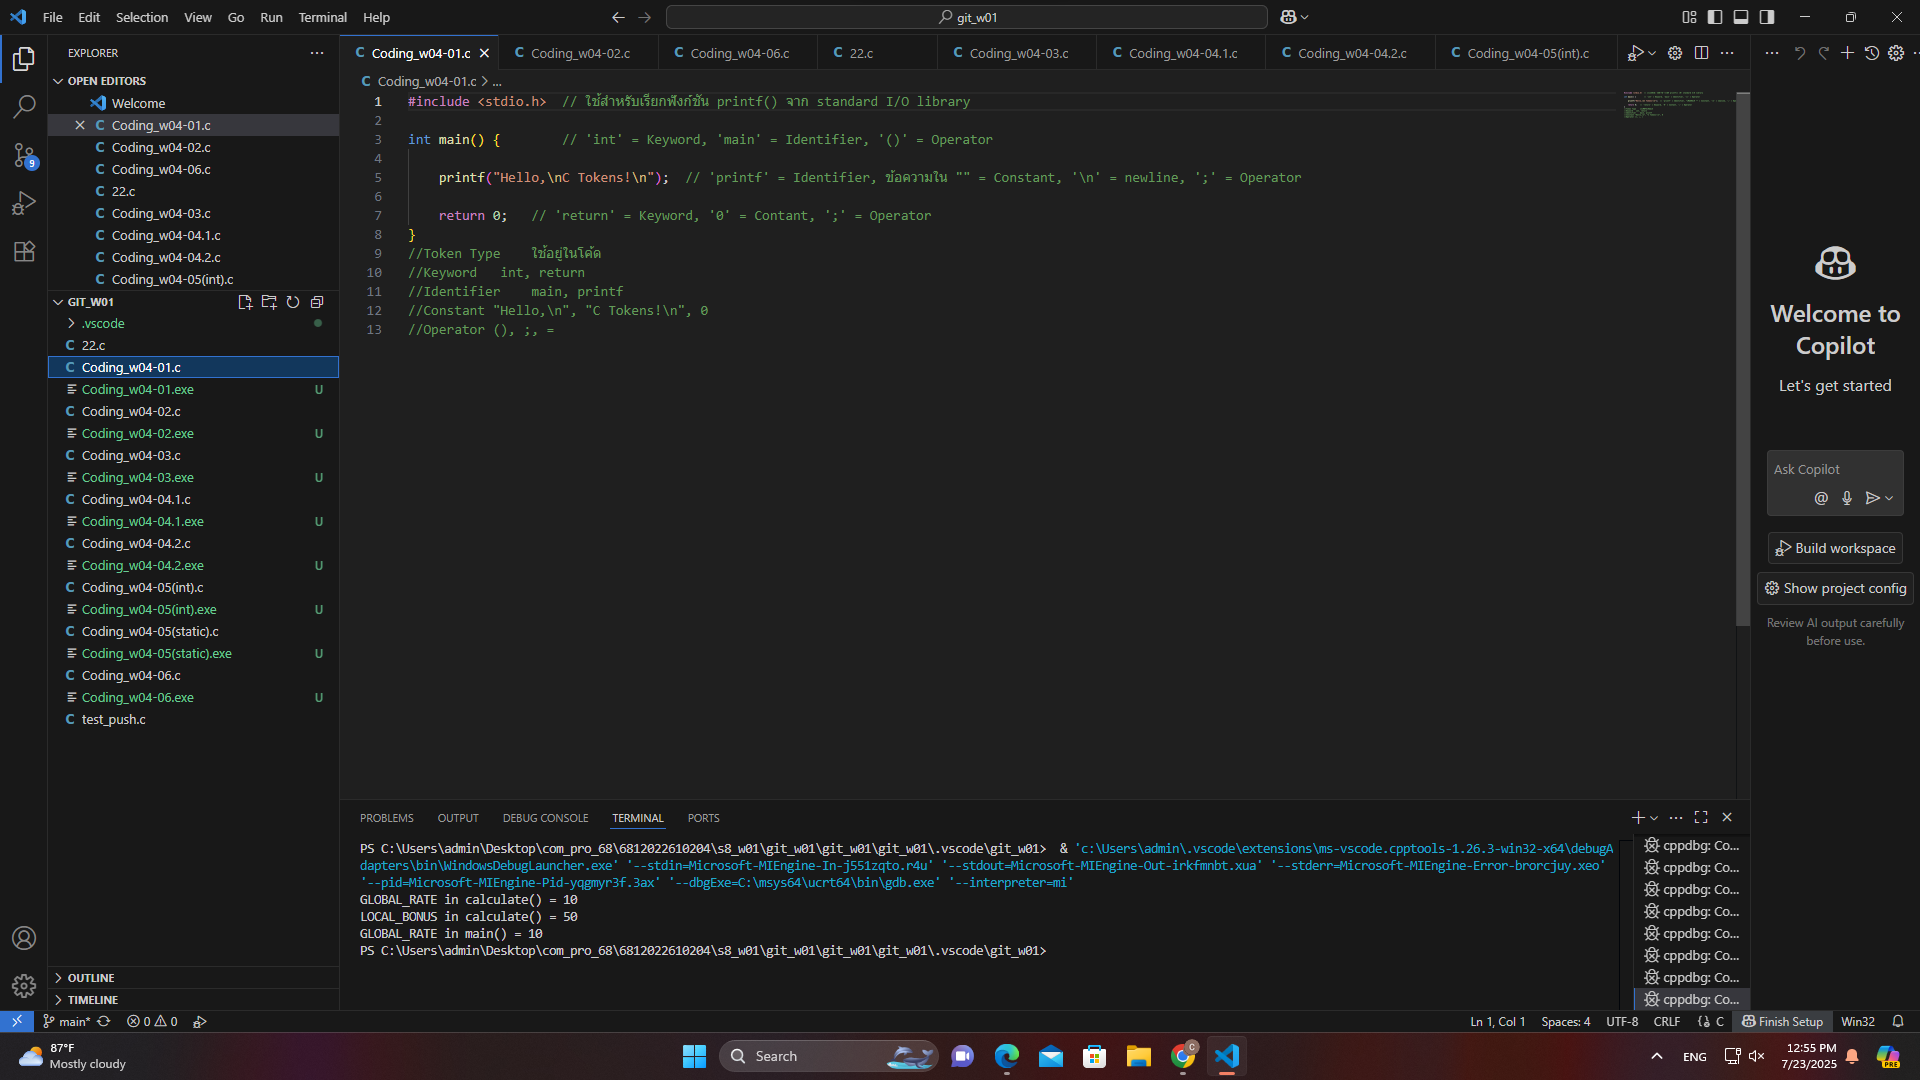 File Edit Selection View Go Run Terminal Help
git_w01
EXPLORER
OPEN EDITORS
Welcome
Coding_w04-01.c
Coding_w04-02.c
Coding_w04-06.c
22.c
Coding_w04-03.c
Coding_w04-04.1.c
Coding_w04-04.2.c
Coding_w04-05(int).c
GIT_W01
.vscode
22.c
Coding_w04-01.c
Coding_w04-01.exe U
Coding_w04-02.c
Coding_w04-02.exe U
Coding_w04-03.c
Coding_w04-03.exe U
Coding_w04-04.1.c
Coding_w04-04.1.exe U
Coding_w04-04.2.c
Coding_w04-04.2.exe U
Coding_w04-05(int).c
Coding_w04-05(int).exe U
Coding_w04-05(static).c
Coding_w04-05(static).exe U
Coding_w04-06.c
Coding_w04-06.exe U
test_push.c
OUTLINE
TIMELINE
Coding_w04-01.c Coding_w04-02.c Coding_w04-06.c 22.c Coding_w04-03.c Coding_w04-04.1.c Coding_w04-04.2.c Coding_w04-05(int).c
Coding_w04-01.c > ...
1 #include <stdio.h>  // ใช้สำหรับเรียกฟังก์ชัน printf() จาก standard I/O library
2
3 int main() {        // 'int' = Keyword, 'main' = Identifier, '()' = Operator
4
5 printf("Hello,\nC Tokens!\n");  // 'printf' = Identifier, ข้อความใน "" = Constant, '\n' = newline, ';' = Operator
6
7 return 0;   // 'return' = Keyword, '0' = Contant, ';' = Operator
8 }
9 //Token Type    ใช้อยู่ในโค้ด
10 //Keyword   int, return
11 //Identifier    main, printf
12 //Constant "Hello,\n", "C Tokens!\n", 0
13 //Operator (), ;, =
PROBLEMS OUTPUT DEBUG CONSOLE TERMINAL PORTS
PS C:\Users\admin\Desktop\com_pro_68\6812022610204\s8_w01\git_w01\git_w01\git_w01\.vscode\git_w01>  & 'c:\Users\admin\.vscode\extensions\ms-vscode.cpptools-1.26.3-win32-x64\debugA
dapters\bin\WindowsDebugLauncher.exe' '--stdin=Microsoft-MIEngine-In-j551zqto.r4u' '--stdout=Microsoft-MIEngine-Out-irkfmnbt.xua' '--stderr=Microsoft-MIEngine-Error-brorcjuy.xeo'
'--pid=Microsoft-MIEngine-Pid-yqgmyr3f.3ax' '--dbgExe=C:\msys64\ucrt64\bin\gdb.exe' '--interpreter=mi'
GLOBAL_RATE in calculate() = 10
LOCAL_BONUS in calculate() = 50
GLOBAL_RATE in main() = 10
PS C:\Users\admin\Desktop\com_pro_68\6812022610204\s8_w01\git_w01\git_w01\git_w01\.vscode\git_w01>
cppdbg: Co...
cppdbg: Co...
cppdbg: Co...
cppdbg: Co...
cppdbg: Co...
cppdbg: Co...
cppdbg: Co...
cppdbg: Co...
Welcome to
Copilot
Let's get started
Ask Copilot
Build workspace
Show project config
Review AI output carefully
before use.
9
main* 0 0 Ln 1, Col 1 Spaces: 4 UTF-8 CRLF C Finish Setup Win32
87°F
Mostly cloudy
Search
ENG
12:55 PM
7/23/2025